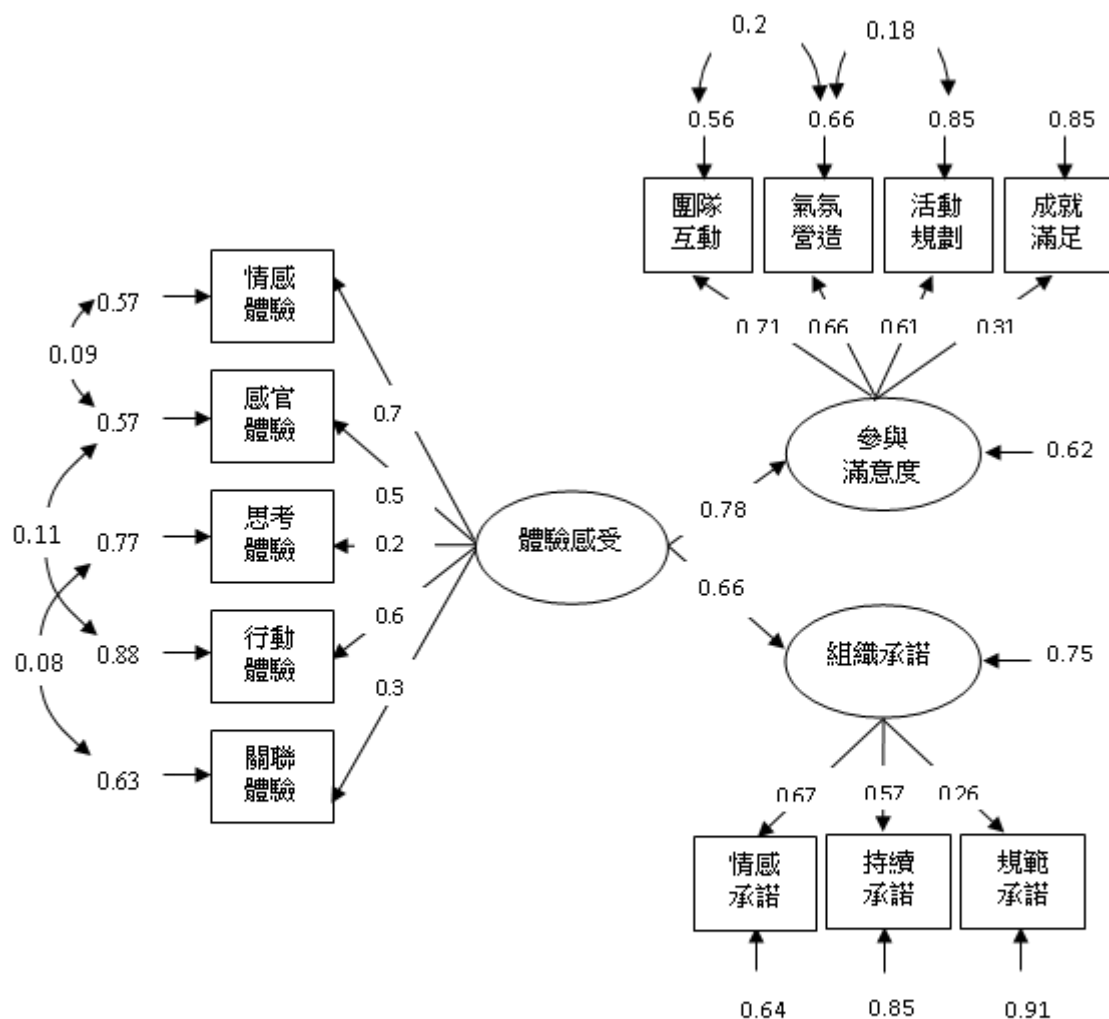 0.2
0.18
0.56
0.66
0.85
0.85
團隊
互動
氣氛
營造
活動
規劃
成就
滿足
0.71
0.66
0.61
0.31
參與
滿意度
0.62
情感
體驗
0.57
0.09
感官
體驗
0.57
思考
體驗
0.77
0.11
行動
體驗
0.88
0.08
關聯
體驗
0.63
0.7
0.5
0.2
0.6
0.3
體驗感受
0.78
0.66
組織承諾
0.75
0.67
0.57
0.26
情感
承諾
持續
承諾
規範
承諾
0.64
0.85
0.91